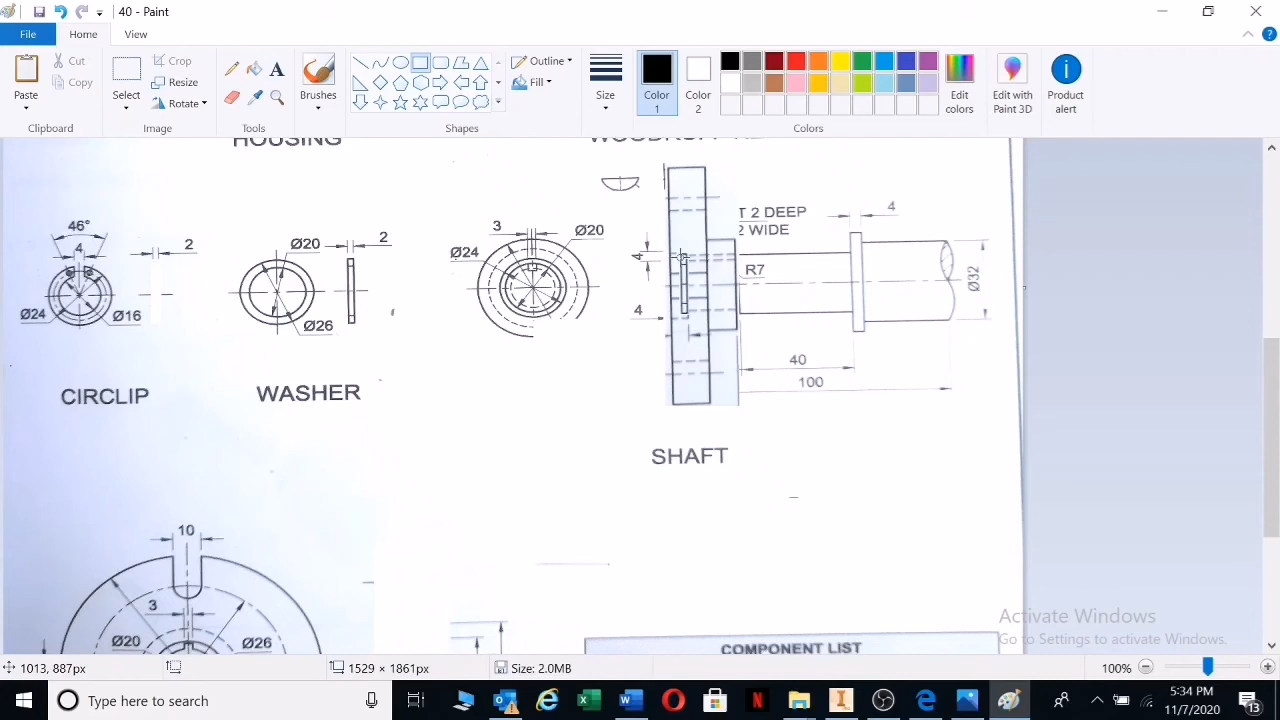 40 - Paint
File
Home
View
Paste
Cut
Copy
Clipboard
Select
Crop
Resize
Rotate
Image
Tools
Brushes
Shapes
Outline
Fill
Size
Color 1
Color 2
Edit colors
Edit with Paint 3D
Product alert
Colors
HOUSING
46°
4
2
Ø24
Ø16
CIRCLIP
Ø20
2
Ø26
WASHER
3
Ø20
Ø24
4
4
T 2 DEEP
2 WIDE
R7
4
Ø32
40
100
SHAFT
10
3
Ø20
Ø26
COMPONENT LIST
Activate Windows
Go to Settings to activate Windows.
1013, 887px
1529 × 1861px
Size: 2.0MB
100%
Type here to search
5:34 PM
11/7/2020
13